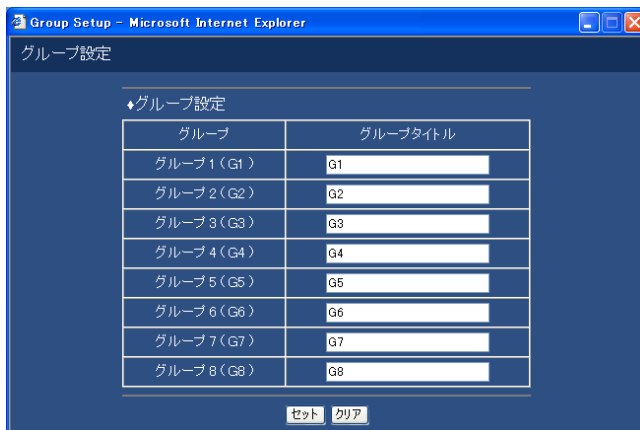 Group Setup - Microsoft Internet Explorer
グループ設定
♦グループ設定
グループ グループタイトル
グループ1(G1) G1
グループ2(G2) G2
グループ3(G3) G3
グループ4(G4) G4
グループ5(G5) G5
グループ6(G6) G6
グループ7(G7) G7
グループ8(G8) G8
セット クリア